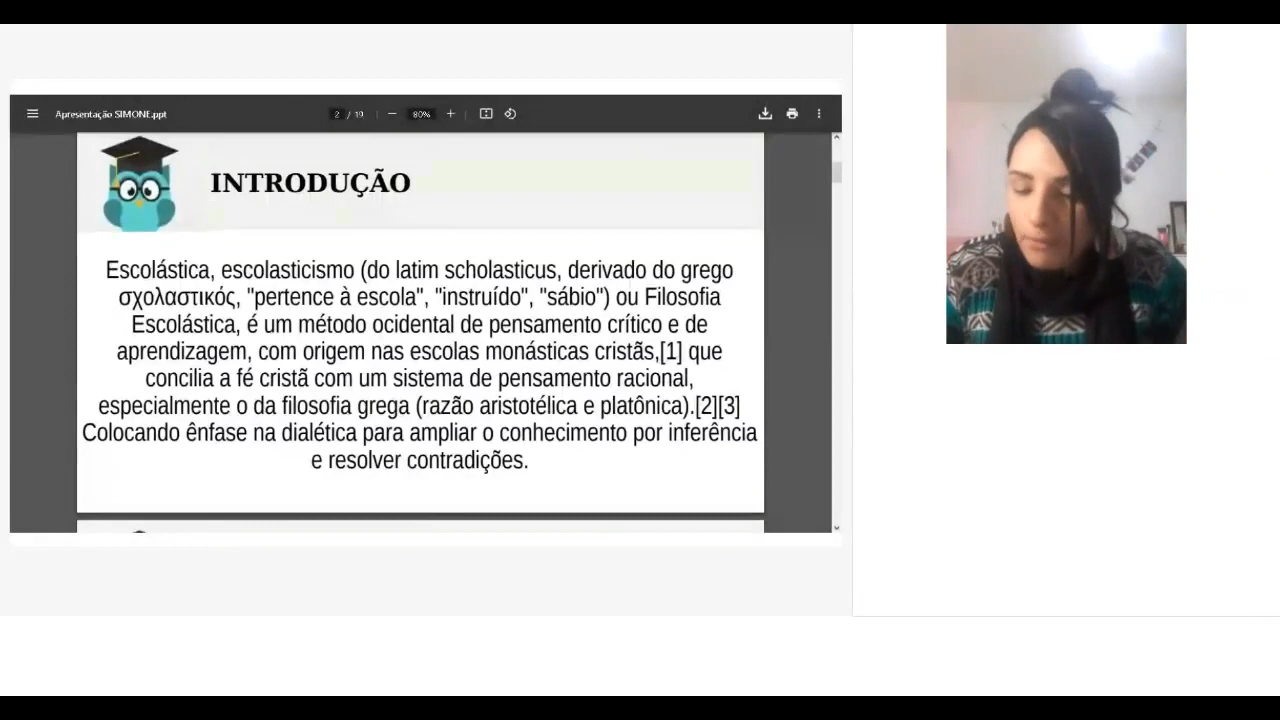 Apresentação SIMONE.ppt
2 / 19
80%
INTRODUÇÃO
Escolástica, escolasticismo (do latim scholasticus, derivado do grego
σχολαστικός, "pertence à escola", "instruído", "sábio") ou Filosofia
Escolástica, é um método ocidental de pensamento crítico e de
aprendizagem, com origem nas escolas monásticas cristãs,[1] que
concilia a fé cristã com um sistema de pensamento racional,
especialmente o da filosofia grega (razão aristotélica e platônica).[2][3]
Colocando ênfase na dialética para ampliar o conhecimento por inferência
e resolver contradições.